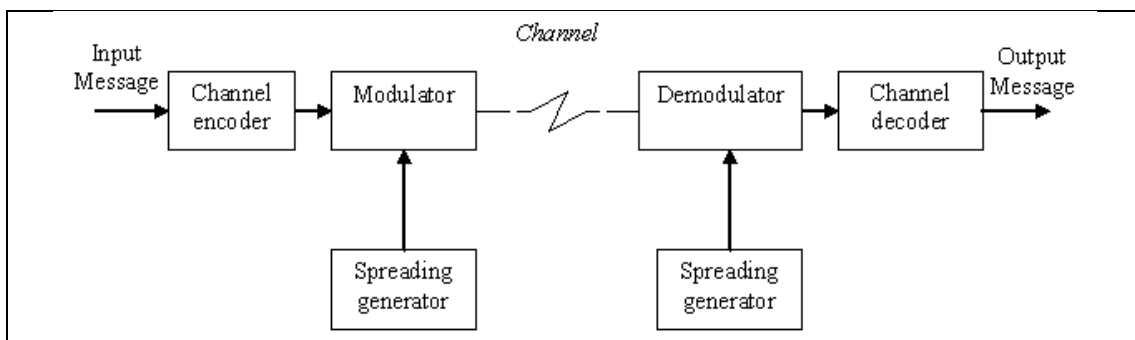 Channel
Input
Message
Channel
encoder
Modulator
Demodulator
Channel
decoder
Output
Message
Spreading
generator
Spreading
generator